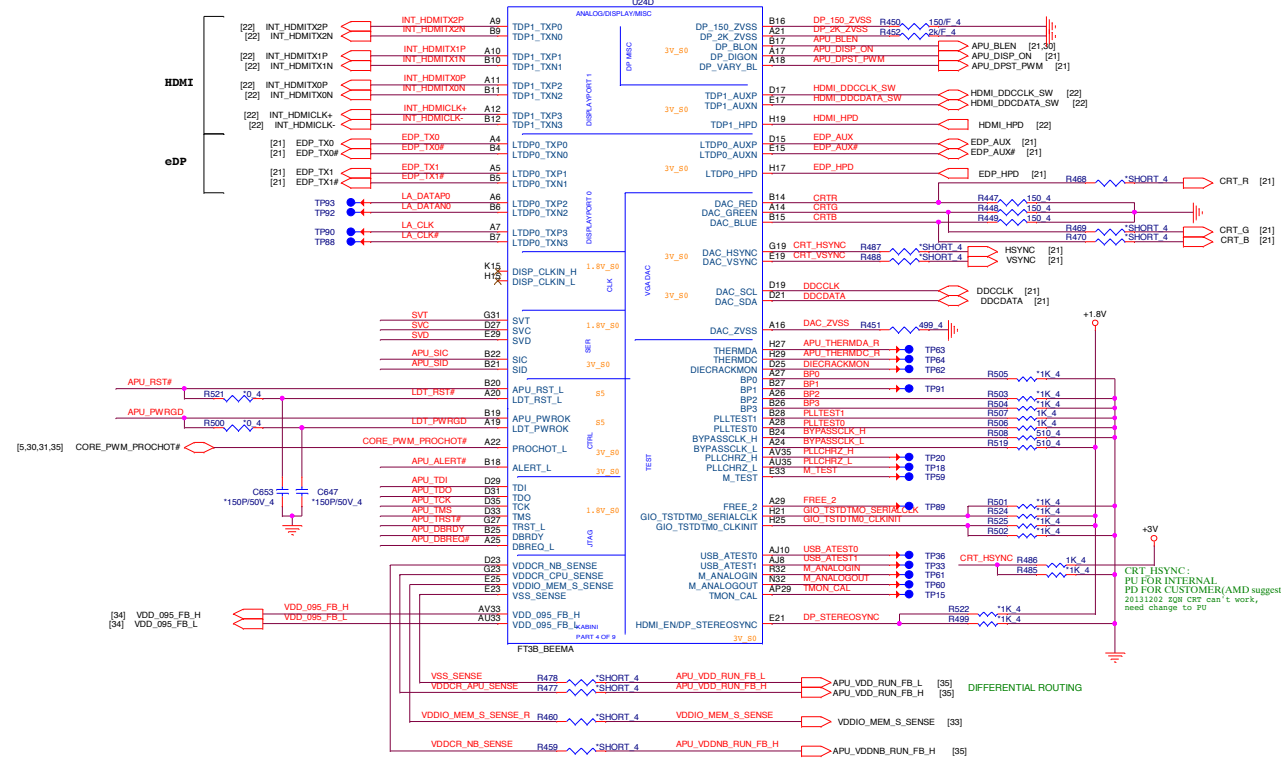 U24D
ANALOG/DISPLAY/MISC
HDMI
[22] INT_HDMITX2P INT_HDMITX2P A9 TDP1_TXP0
[22] INT_HDMITX2N INT_HDMITX2N B9 TDP1_TXN0
[22] INT_HDMITX1P INT_HDMITX1P A10 TDP1_TXP1
[22] INT_HDMITX1N INT_HDMITX1N B10 TDP1_TXN1
[22] INT_HDMITX0P INT_HDMITX0P A11 TDP1_TXP2
[22] INT_HDMITX0N INT_HDMITX0N B11 TDP1_TXN2
[22] INT_HDMICLK+ INT_HDMICLK+ A12 TDP1_TXP3
[22] INT_HDMICLK- INT_HDMICLK- B12 TDP1_TXN3
eDP
[21] EDP_TX0 EDP_TX0 A4 LTDP0_TXP0
[21] EDP_TX0# EDP_TX0# B4 LTDP0_TXN0
[21] EDP_TX1 EDP_TX1 A5 LTDP0_TXP1
[21] EDP_TX1# EDP_TX1# B5 LTDP0_TXN1
TP93 LA_DATAP0 A6 LTDP0_TXP2
TP92 LA_DATAN0 B6 LTDP0_TXN2
TP90 LA_CLK A7 LTDP0_TXP3
TP88 LA_CLK# B7 LTDP0_TXN3
K15 DISP_CLKIN_H
H15 DISP_CLKIN_L
SVT G31 SVT
SVC D27 SVC
SVD E29 SVD
APU_SIC B22 SIC
APU_SID B21 SID
APU_RST# B20 APU_RST_L
R521 *0_4 LDT_RST# A20 LDT_RST_L
APU_PWRGD B19 APU_PWROK
R500 *0_4 LDT_PWRGD A19 LDT_PWROK
[5,30,31,35] CORE_PWM_PROCHOT# CORE_PWM_PROCHOT# A22 PROCHOT_L
APU_ALERT# B18 ALERT_L
C653 *150P/50V_4
C647 *150P/50V_4
APU_TDI D29 TDI
APU_TDO D31 TDO
APU_TCK D35 TCK
APU_TMS D33 TMS
APU_TRST# G27 TRST_L
APU_DBRDY B25 DBRDY
APU_DBREQ# A25 DBREQ_L
D23 VDDCR_NB_SENSE
G23 VDDCR_CPU_SENSE
E25 VDDIO_MEM_S_SENSE
E23 VSS_SENSE
[34] VDD_095_FB_H VDD_095_FB_H AV33 VDD_095_FB_H
[34] VDD_095_FB_L VDD_095_FB_L AU33 VDD_095_FB_L
DP MISC
3V_S0
DISPLAYPORT 1
3V_S0
3V_S0
DISPLAYPORT 0
1.8V_S0
CLK
VGA DAC
3V_S0
3V_S0
1.8V_S0
SER
3V_S0
S5
S5
CTRL
3V_S0
3V_S0
TEST
1.8V_S0
JTAG
KABINI
PART 4 OF 9
3V_S0
FT3B_BEEMA
DP_150_ZVSS B16 DP_150_ZVSS R450 150/F_4
DP_2K_ZVSS A21 DP_2K_ZVSS R452 2k/F_4
DP_BLON B17 APU_BLEN APU_BLEN [21,30]
DP_DIGON A17 APU_DISP_ON APU_DISP_ON [21]
DP_VARY_BL A18 APU_DPST_PWM APU_DPST_PWM [21]
TDP1_AUXP D17 HDMI_DDCCLK_SW HDMI_DDCCLK_SW [22]
TDP1_AUXN E17 HDMI_DDCDATA_SW HDMI_DDCDATA_SW [22]
TDP1_HPD H19 HDMI_HPD HDMI_HPD [22]
LTDP0_AUXP D15 EDP_AUX EDP_AUX [21]
LTDP0_AUXN E15 EDP_AUX# EDP_AUX# [21]
LTDP0_HPD H17 EDP_HPD EDP_HPD [21]
R468 *SHORT_4 CRT_R [21]
DAC_RED B14 CRTR R447 150_4
DAC_GREEN A14 CRTG R448 150_4
DAC_BLUE B15 CRTB R449 150_4
R469 *SHORT_4 CRT_G [21]
R470 *SHORT_4 CRT_B [21]
DAC_HSYNC G19 CRT_HSYNC R487 *SHORT_4 HSYNC [21]
DAC_VSYNC E19 CRT_VSYNC R488 *SHORT_4 VSYNC [21]
DAC_SCL D19 DDCCLK DDCCLK [21]
DAC_SDA D21 DDCDATA DDCDATA [21]
DAC_ZVSS A16 DAC_ZVSS R451 499_4
+1.8V
THERMDA H27 APU_THERMDA_R TP63
THERMDC H29 APU_THERMDC_R TP64
DIECRACKMON D25 TP62
BP0 A27 BP0 R505 *1K_4
BP1 B27 BP1 TP91
BP2 A26 BP2 R503 *1K_4
BP3 B26 BP3 R504 *1K_4
PLLTEST1 B28 PLLTEST1 R507 1K_4
PLLTEST0 A28 PLLTEST0 R506 1K_4
BYPASSCLK_H B24 BYPASSCLK_H R508 510_4
BYPASSCLK_L A24 BYPASSCLK_L R519 510_4
PLLCHRZ_H AV35 PLLCHRZ_H TP20
PLLCHRZ_L AU35 PLLCHRZ_L TP18
M_TEST E33 M_TEST TP59
FREE_2 A29 FREE_2 TP89 R501 *1K_4
GIO_TSTDTM0_SERIALCLK H21 GIO_TSTDTMO_SERIALCLK R524 *1K_4
GIO_TSTDTM0_CLKINIT H25 GIO_TSTDTM0_CLKINIT R525 *1K_4
R502 *1K_4
+3V
USB_ATEST0 AJ10 USB_ATEST0 TP36
USB_ATEST1 AJ8 USB_ATEST1 TP33
M_ANALOGIN R32 M_ANALOGIN TP61
M_ANALOGOUT N32 M_ANALOGOUT TP60
TMON_CAL AP29 TMON_CAL TP15
CRT_HSYNC R486 1K_4
R485 *1K_4
CRT_HSYNC :
PU FOR INTERNAL
PD FOR CUSTOMER(AMD suggest
20131202 ZQN CRT can't work,
need change to PU
HDMI_EN/DP_STEREOSYNC E21 DP_STEREOSYNC R522 *1K_4
R499 *1K_4
VSS_SENSE R478 *SHORT_4 APU_VDD_RUN_FB_L APU_VDD_RUN_FB_L [35]
VDDCR_APU_SENSE R477 *SHORT_4 APU_VDD_RUN_FB_H APU_VDD_RUN_FB_H [35]
DIFFERENTIAL ROUTING
VDDIO_MEM_S_SENSE_R R460 *SHORT_4 VDDIO_MEM_S_SENSE VDDIO_MEM_S_SENSE [33]
VDDCR_NB_SENSE R459 *SHORT_4 APU_VDDNB_RUN_FB_H APU_VDDNB_RUN_FB_H [35]